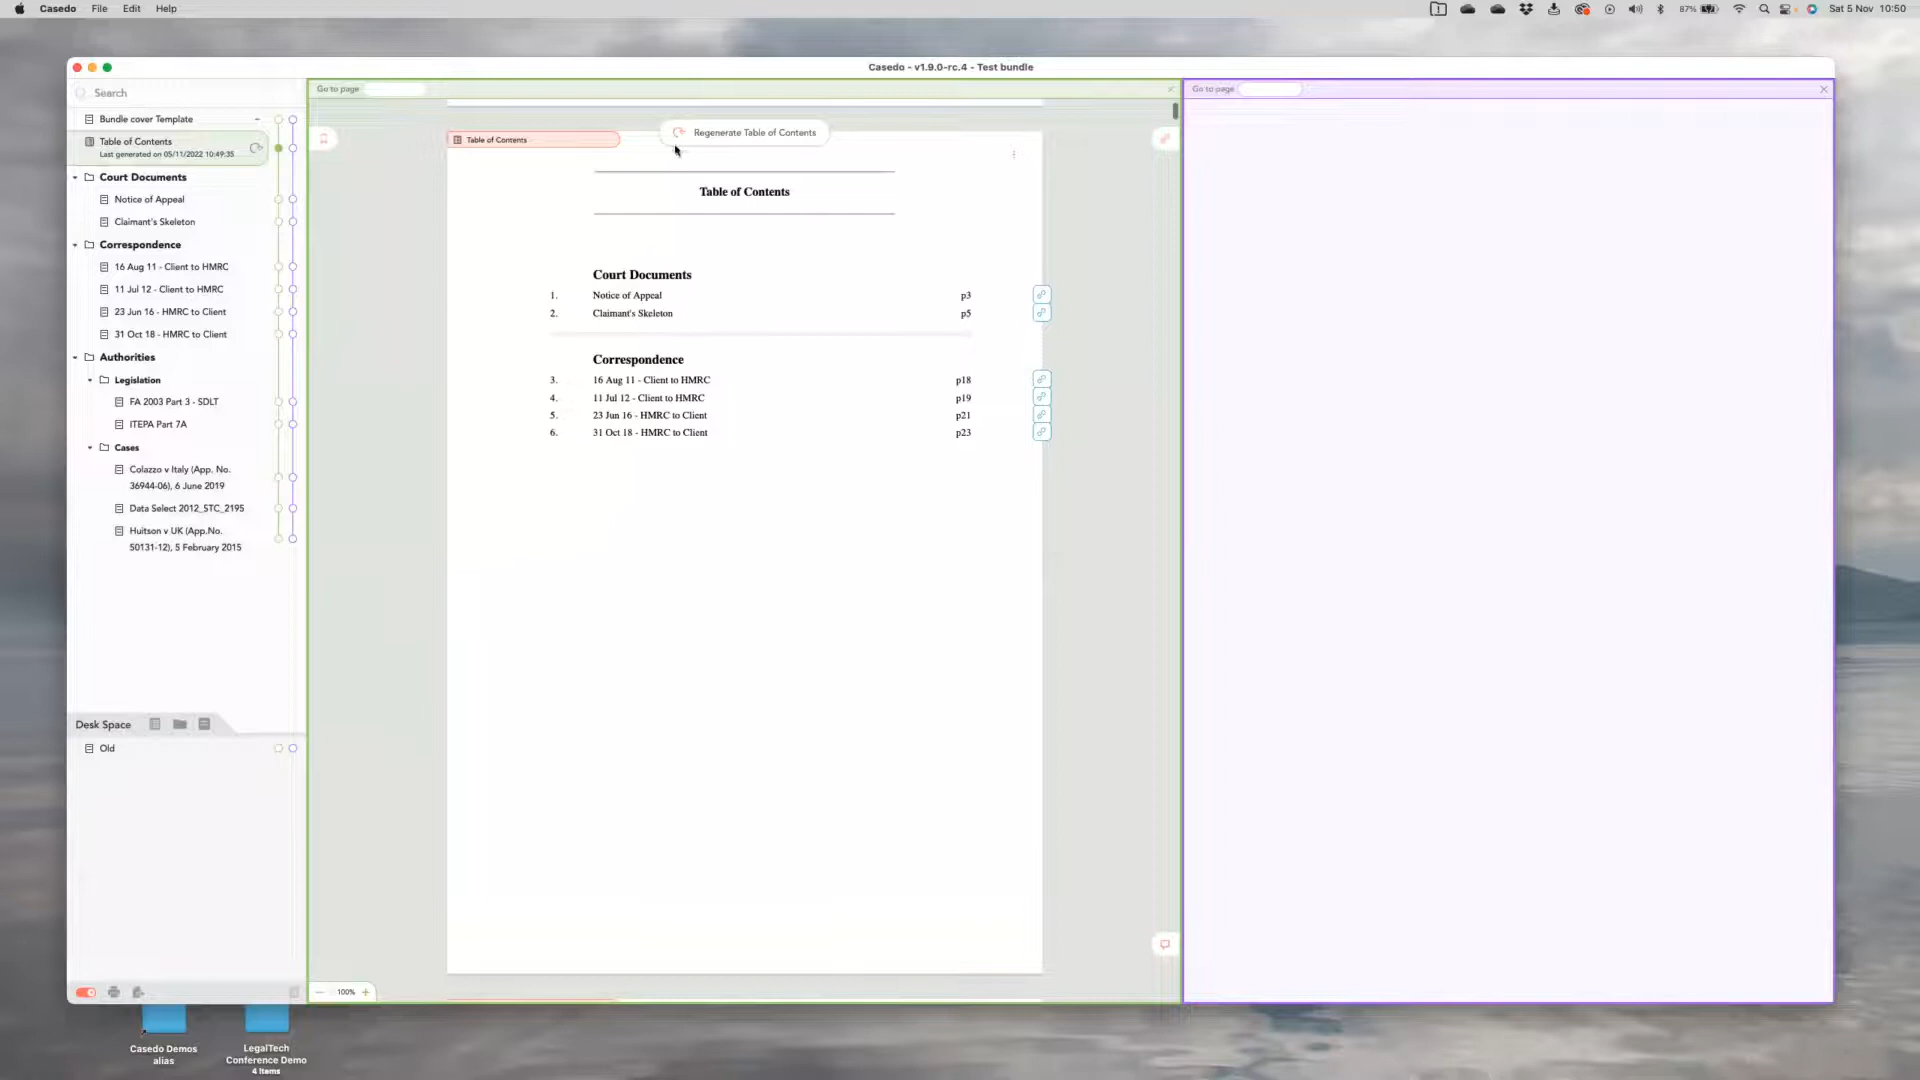 Casedo File Edit Help
87% Sat 5 Nov 10:50
Casedo - v1.9.0-rc.4 - Test bundle
Search
Bundle cover Template
Table of Contents
Last generated on 05/11/2022 10:49:35
Court Documents
Notice of Appeal
Claimant's Skeleton
Correspondence
16 Aug 11 - Client to HMRC
11 Jul 12 - Client to HMRC
23 Jun 16 - HMRC to Client
31 Oct 18 - HMRC to Client
Authorities
Legislation
FA 2003 Part 3 - SDLT
ITEPA Part 7A
Cases
Colazzo v Italy (App. No.
36944-06), 6 June 2019
Data Select 2012_STC_2195
Huitson v UK (App.No.
50131-12), 5 February 2015
Desk Space
Old
Go to page
Table of Contents
Regenerate Table of Contents
Table of Contents
Court Documents
1. Notice of Appeal p3
2. Claimant's Skeleton p5
Correspondence
3. 16 Aug 11 - Client to HMRC p18
4. 11 Jul 12 - Client to HMRC p19
5. 23 Jun 16 - HMRC to Client p21
6. 31 Oct 18 - HMRC to Client p23
100%
Go to page
Casedo Demos
alias
LegalTech
Conference Demo
4 items